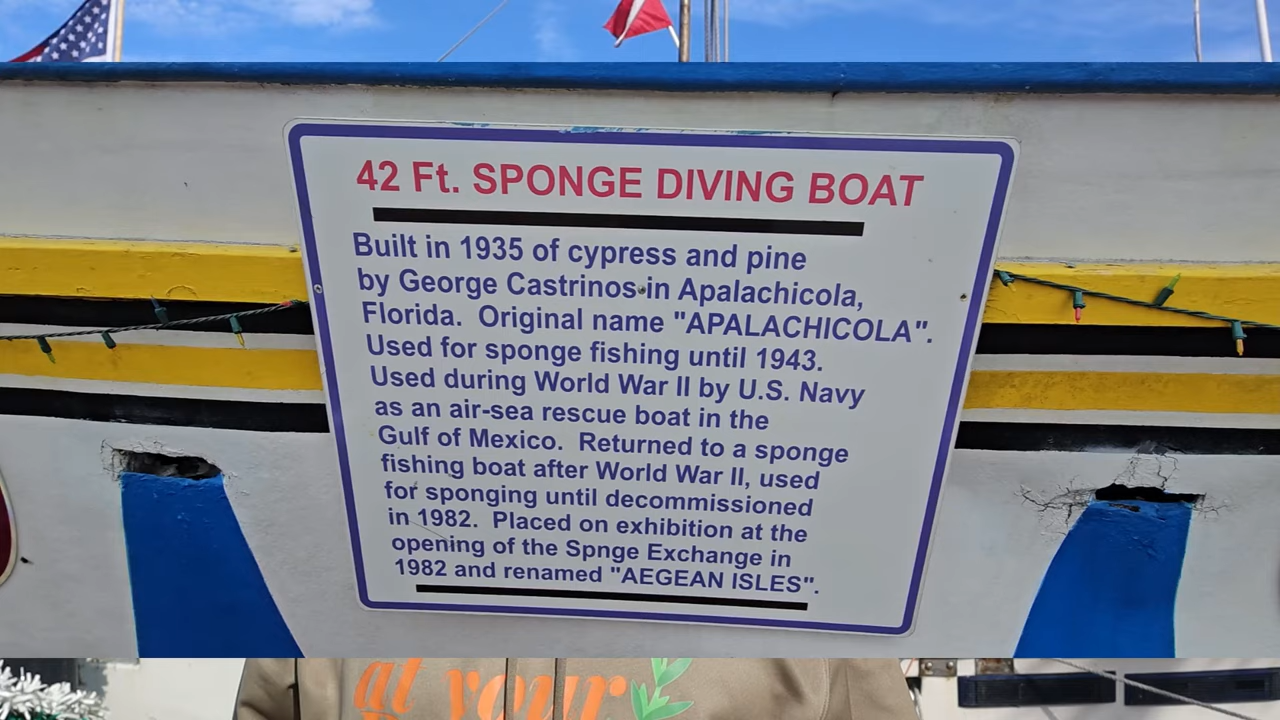 42 Ft. SPONGE DIVING BOAT
Built in 1935 of cypress and pine
by George Castrinos in Apalachicola,
Florida. Original name "APALACHICOLA".
Used for sponge fishing until 1943.
Used during World War II by U.S. Navy
as an air-sea rescue boat in the
Gulf of Mexico. Returned to a sponge
fishing boat after World War II, used
for sponging until decommissioned
in 1982. Placed on exhibition at the
opening of the Spnge Exchange in
1982 and renamed "AEGEAN ISLES".
at your